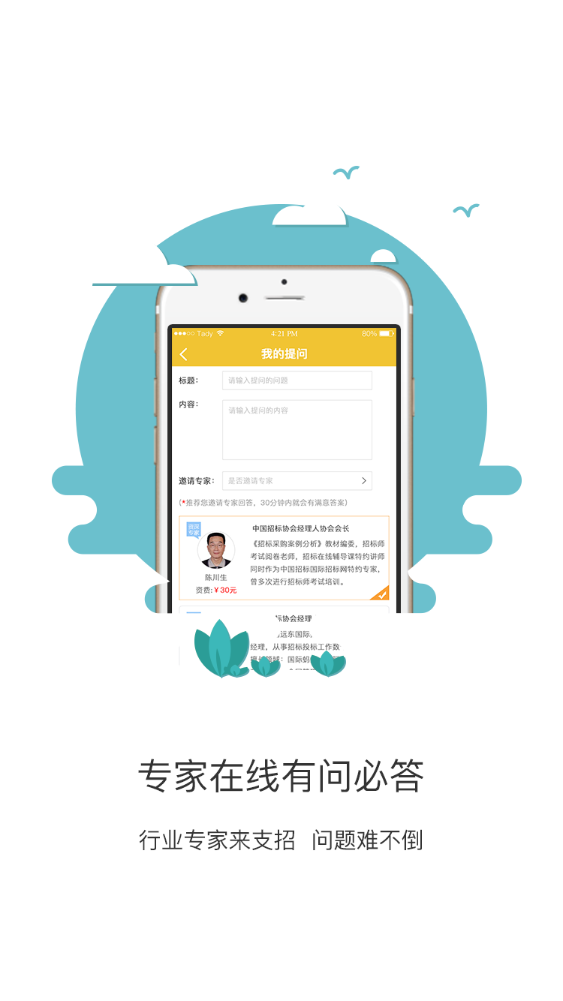 Tady
4:21 PM
80%
我的提问
标题：
请输入提问的问题
内容：
请输入提问的内容
邀请专家：
是否邀请专家
(*推荐您邀请专家回答，30分钟内就会有满意答案)
中国招标协会经理人协会会长
《招标采购案例分析》教材编委，招标师
考试阅卷老师，招标在线辅导课特约讲师
同时作为中国招标国际招标网特约专家，
曾多次进行招标师考试培训。
陈川生
资费：¥30元
协会经理
远东国际，
经理，从事招标投标工作数
国际
专家在线有问必答
行业专家来支招 问题难不倒